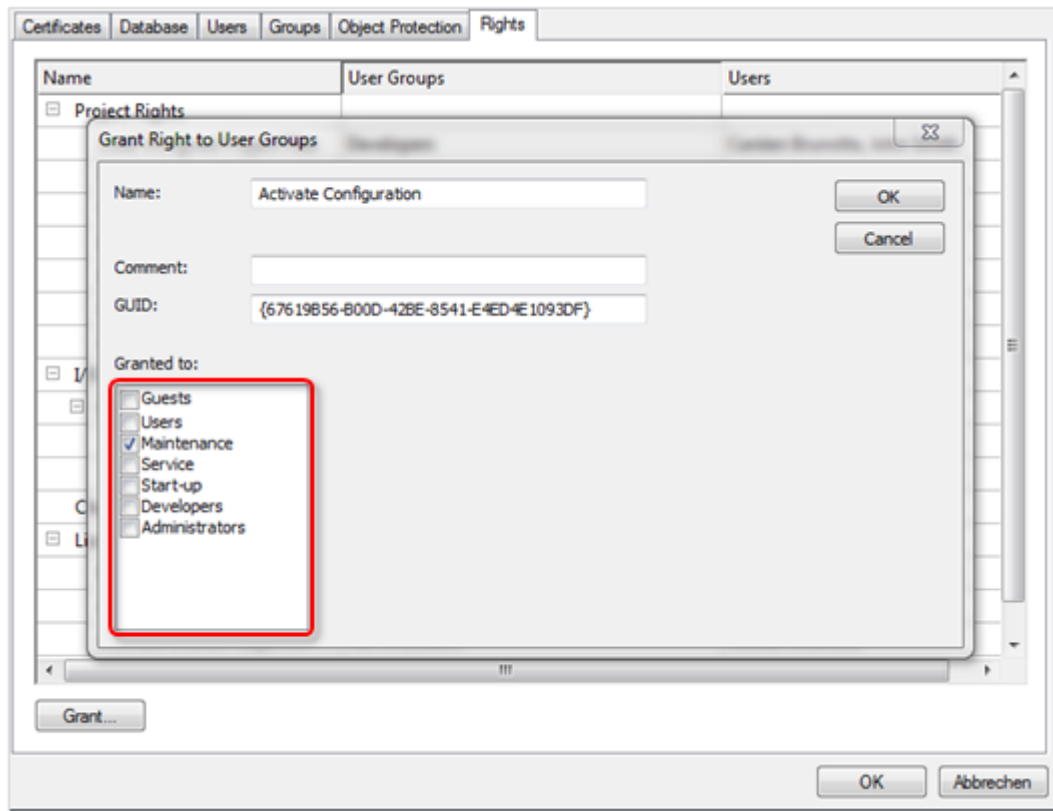 Certificates Database Users Groups Object Protection Rights
Name User Groups Users
Project Rights
Grant Right to User Groups
Name: Activate Configuration OK
Cancel
Comment:
GUID: {67619B56-B00D-42BE-8541-E4ED4E1093DF}
Granted to:
I/
Guests
Users
Maintenance
Service
Start-up
Developers
Administrators
Li
Grant...
OK Abbrechen